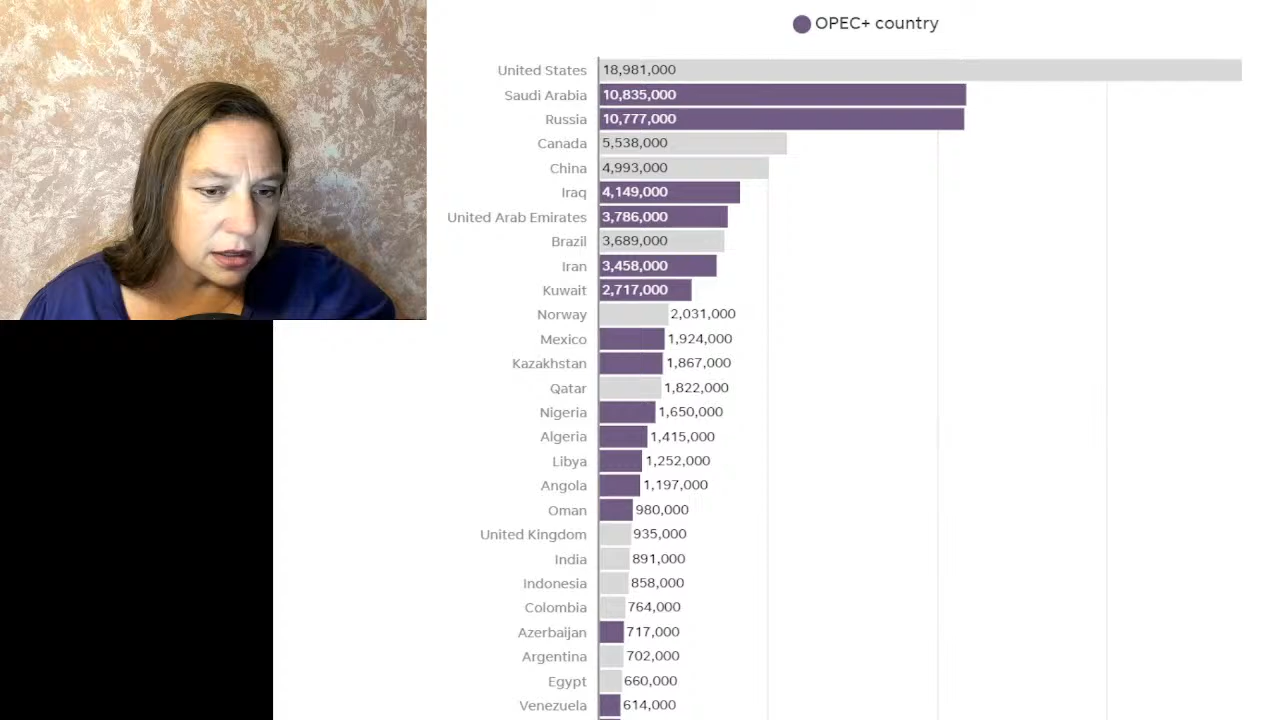 OPEC+ country
United States 18,981,000
Saudi Arabia 10,835,000
Russia 10,777,000
Canada 5,538,000
China 4,993,000
Iraq 4,149,000
United Arab Emirates 3,786,000
Brazil 3,689,000
Iran 3,458,000
Kuwait 2,717,000
Norway 2,031,000
Mexico 1,924,000
Kazakhstan 1,867,000
Qatar 1,822,000
Nigeria 1,650,000
Algeria 1,415,000
Libya 1,252,000
Angola 1,197,000
Oman 980,000
United Kingdom 935,000
India 891,000
Indonesia 858,000
Colombia 764,000
Azerbaijan 717,000
Argentina 702,000
Egypt 660,000
Venezuela 614,000